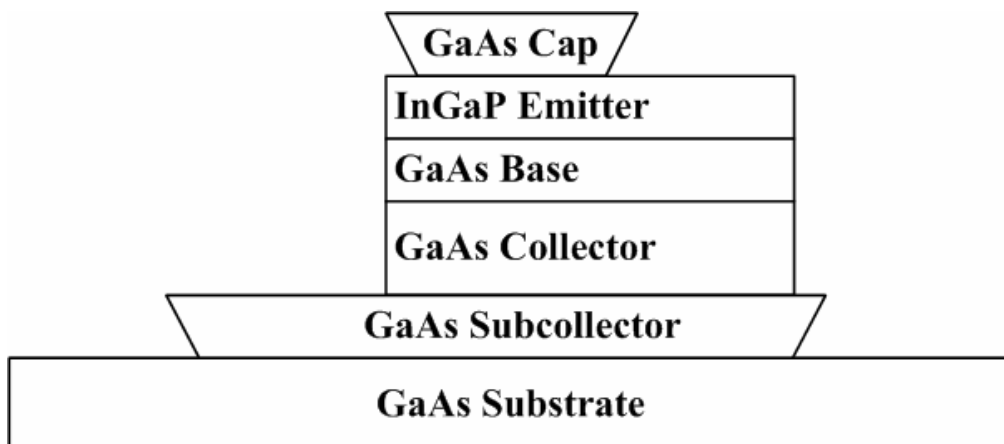 GaAs Cap
InGaP Emitter
GaAs Base
GaAs Collector
GaAs Subcollector
GaAs Substrate